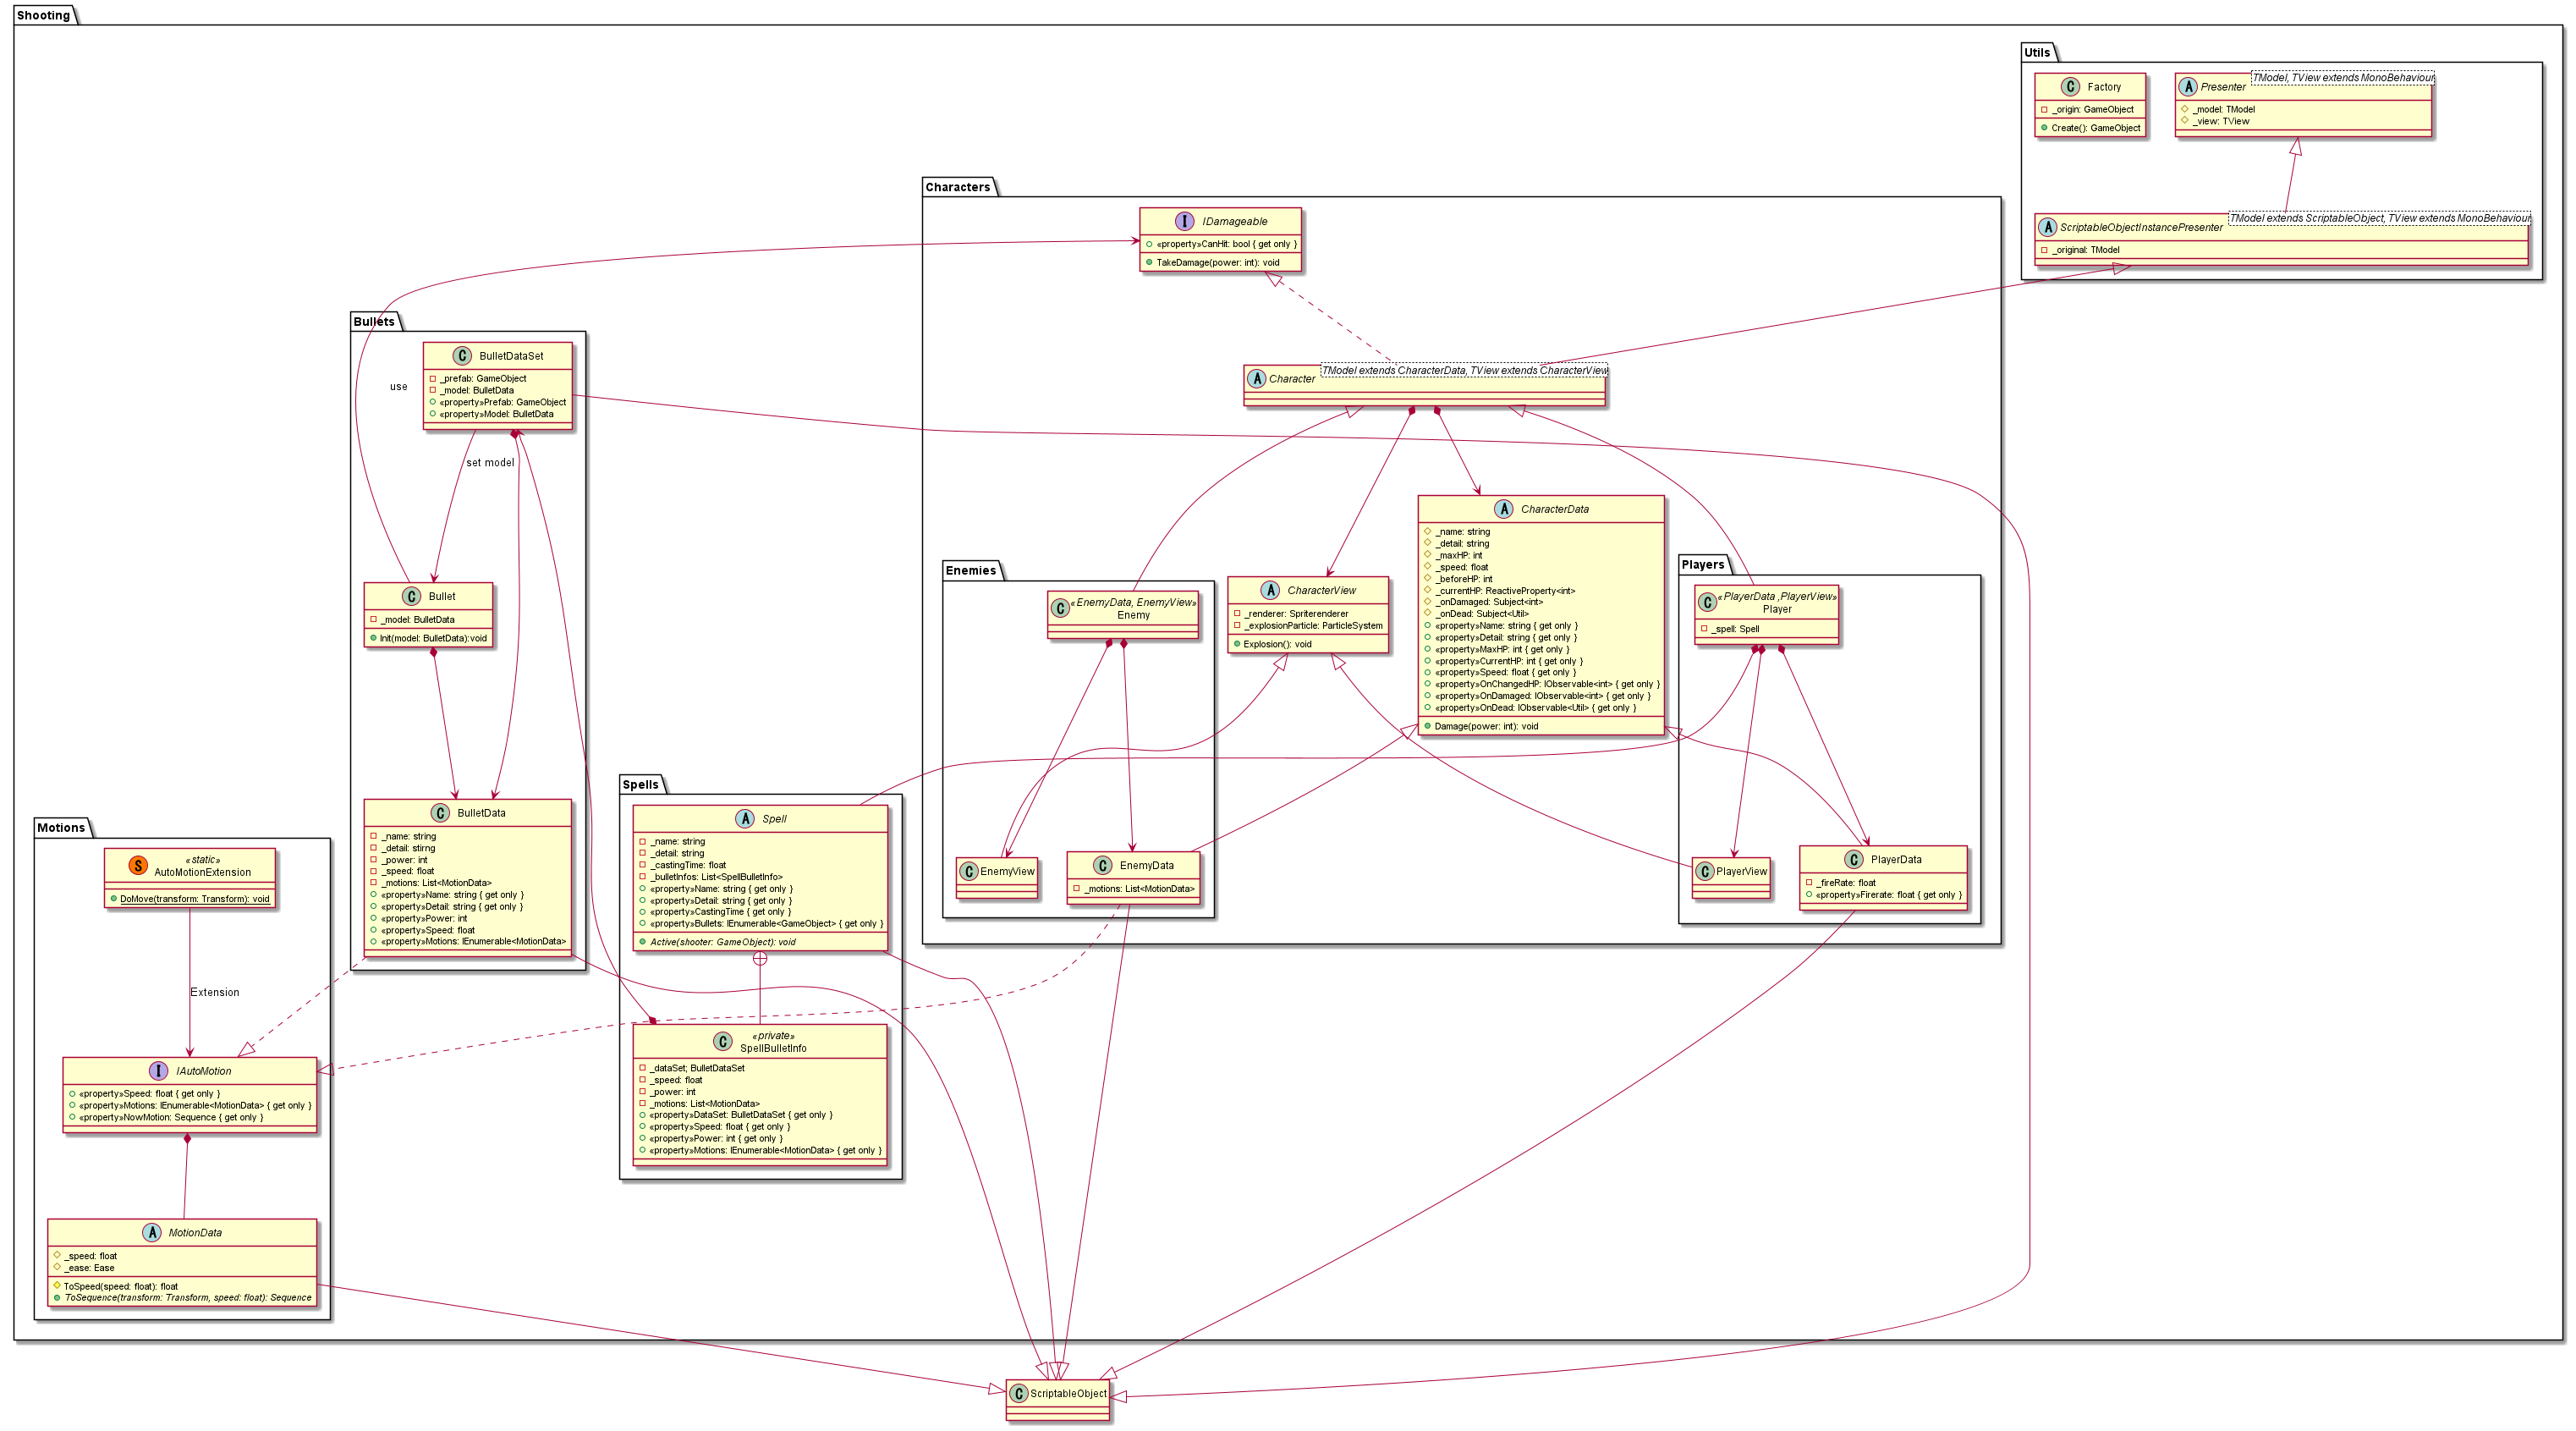 Shooting
Utils
Factory
_origin: GameObject
Create(): GameObject
Presenter
TModel, TView extends MonoBehaviour
_model: TModel
_view: TView
ScriptableObjectInstancePresenter
TModel extends ScriptableObject, TView extends MonoBehaviour
_original: TModel
Characters
IDamageable
«property»CanHit: bool { get only }
TakeDamage(power: int): void
Character
TModel extends CharacterData, TView extends CharacterView
CharacterData
_name: string
_detail: string
_maxHP: int
_speed: float
_beforeHP: int
_currentHP: ReactiveProperty<int>
_onDamaged: Subject<int>
_onDead: Subject<Util>
«property»Name: string { get only }
«property»Detail: string { get only }
«property»MaxHP: int { get only }
«property»CurrentHP: int { get only }
«property»Speed: float { get only }
«property»OnChangedHP: IObservable<int> { get only }
«property»OnDamaged: IObservable<int> { get only }
«property»OnDead: IObservable<Util> { get only }
Damage(power: int): void
CharacterView
_renderer: Spriterenderer
_explosionParticle: ParticleSystem
Explosion(): void
Enemies
«EnemyData, EnemyView»
Enemy
EnemyView
EnemyData
_motions: List<MotionData>
Players
«PlayerData ,PlayerView»
Player
_spell: Spell
PlayerView
PlayerData
_fireRate: float
«property»Firerate: float { get only }
Bullets
BulletDataSet
_prefab: GameObject
_model: BulletData
«property»Prefab: GameObject
«property»Model: BulletData
use
set model
Bullet
_model: BulletData
Init(model: BulletData):void
BulletData
_name: string
_detail: stirng
_power: int
_speed: float
_motions: List<MotionData>
«property»Name: string { get only }
«property»Detail: string { get only }
«property»Power: int
«property»Speed: float
«property»Motions: IEnumerable<MotionData>
Spells
Spell
_name: string
_detail: string
_castingTime: float
_bulletInfos: List<SpellBulletInfo>
«property»Name: string { get only }
«property»Detail: string { get only }
«property»CastingTime { get only }
«property»Bullets: IEnumerable<GameObject> { get only }
Active(shooter: GameObject): void
«private»
SpellBulletInfo
_dataSet; BulletDataSet
_speed: float
_power: int
_motions: List<MotionData>
«property»DataSet: BulletDataSet { get only }
«property»Speed: float { get only }
«property»Power: int { get only }
«property»Motions: IEnumerable<MotionData> { get only }
Motions
«static»
AutoMotionExtension
DoMove(transform: Transform): void
Extension
IAutoMotion
«property»Speed: float { get only }
«property»Motions: IEnumerable<MotionData> { get only }
«property»NowMotion: Sequence { get only }
MotionData
_speed: float
_ease: Ease
ToSpeed(speed: float): float
ToSequence(transform: Transform, speed: float): Sequence
ScriptableObject